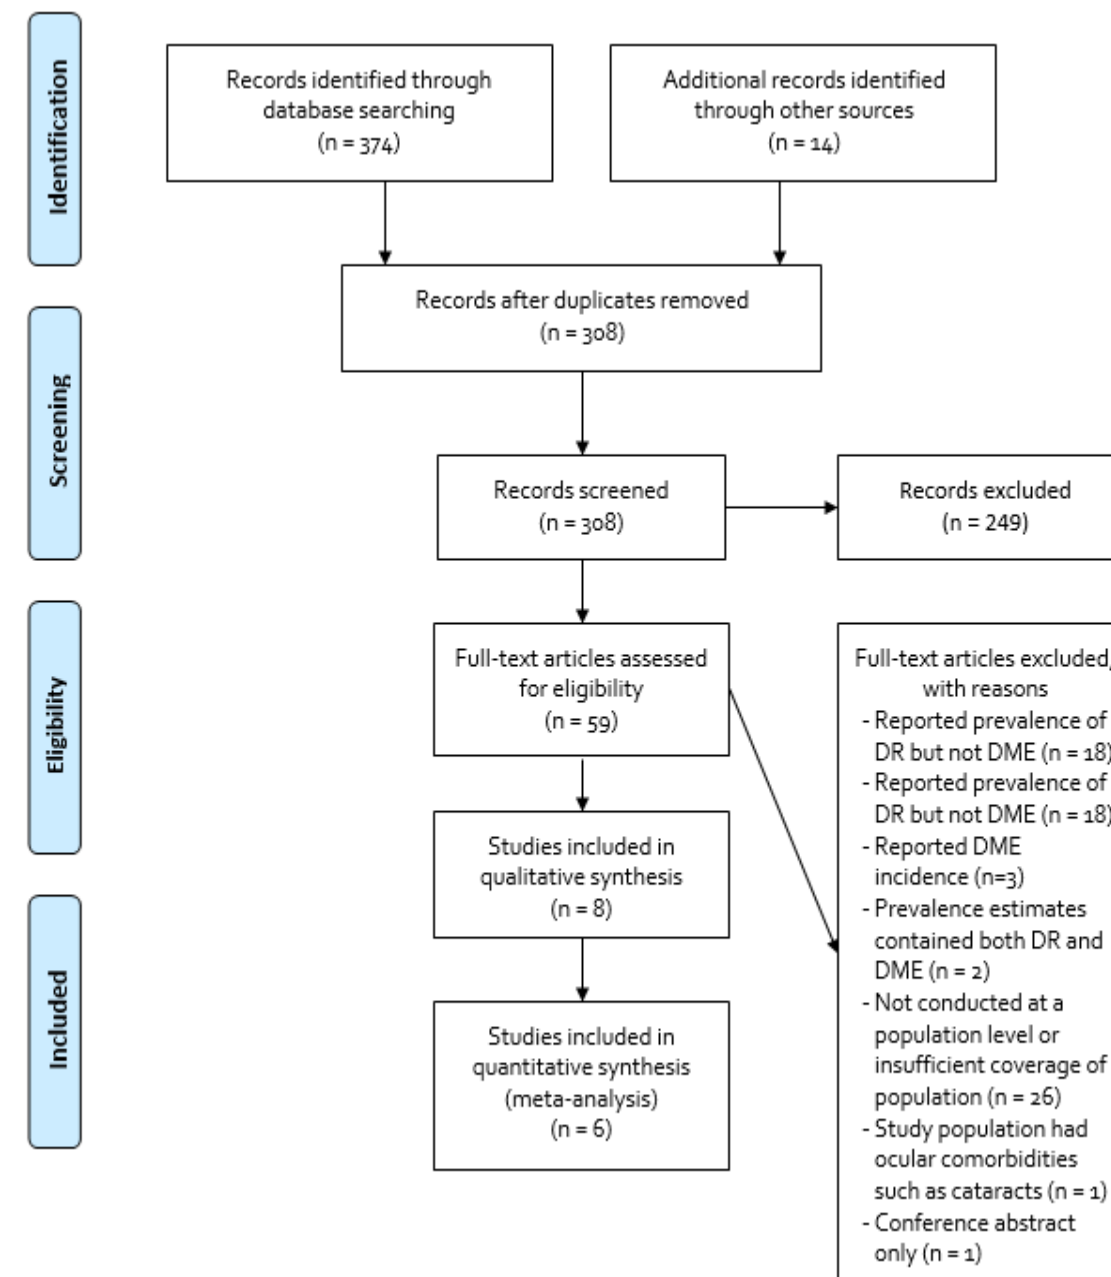 Identification
Records identified through
database searching
(n = 374)
Additional records identified
through other sources
(n = 14)
Records after duplicates removed
(n = 308)
Screening
Records screened
(n = 308)
Records excluded
(n = 249)
Eligibility
Full-text articles assessed
for eligibility
(n = 59)
Full-text articles excluded,
with reasons
- Reported prevalence of
DR but not DME (n = 18)
- Reported prevalence of
DR but not DME (n = 18)
- Reported DME
incidence (n=3)
- Prevalence estimates
contained both DR and
DME (n = 2)
- Not conducted at a
population level or
insufficient coverage of
population (n = 26)
- Study population had
ocular comorbidities
such as cataracts (n = 1)
- Conference abstract
only (n = 1)
Studies included in
qualitative synthesis
(n = 8)
Included
Studies included in
quantitative synthesis
(meta-analysis)
(n = 6)